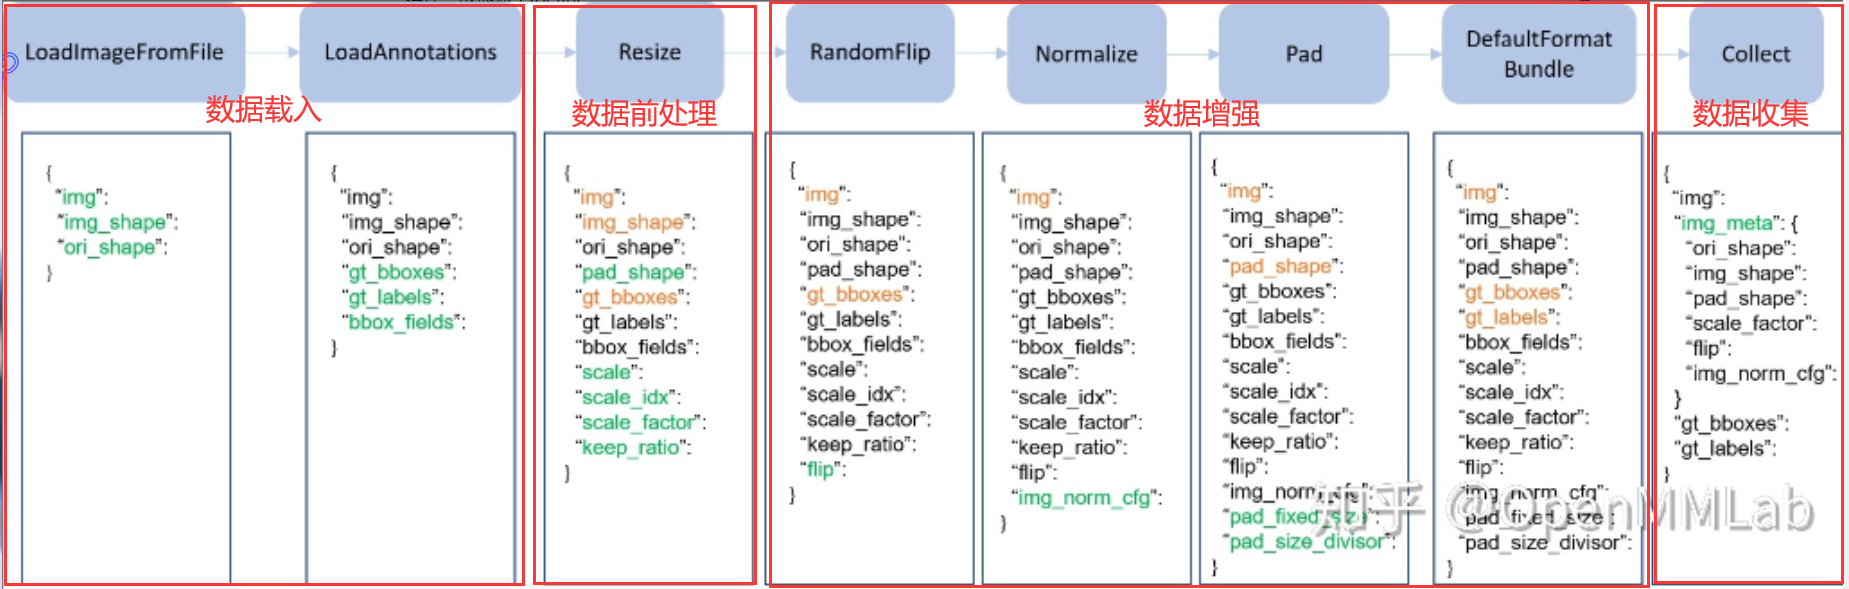 LoadImageFromFile
LoadAnnotations
Resize
RandomFlip
Normalize
Pad
DefaultFormat
Bundle
Collect
数据载入
数据前处理
数据增强
数据收集
{
“img”:
“img_shape”:
“ori_shape”:
}
{
“img”:
“img_shape”:
“ori_shape”:
“gt_bboxes”:
“gt_labels”:
“bbox_fields”:
}
{
“img”:
“img_shape”:
“ori_shape”:
“pad_shape”:
“gt_bboxes”:
“gt_labels”:
“bbox_fields”:
“scale”:
“scale_idx”:
“scale_factor”:
“keep_ratio”:
}
{
“img”:
“img_shape”:
“ori_shape”:
“pad_shape”:
“gt_bboxes”:
“gt_labels”:
“bbox_fields”:
“scale”:
“scale_idx”:
“scale_factor”:
“keep_ratio”:
“flip”:
}
{
“img”:
“img_shape”:
“ori_shape”:
“pad_shape”:
“gt_bboxes”:
“gt_labels”:
“bbox_fields”:
“scale”:
“scale_idx”:
“scale_factor”:
“keep_ratio”:
“flip”:
“img_norm_cfg”:
}
{
“img”:
“img_shape”:
“ori_shape”:
“pad_shape”:
“gt_bboxes”:
“gt_labels”:
“bbox_fields”:
“scale”:
“scale_idx”:
“scale_factor”:
“keep_ratio”:
“flip”:
“img_norm_cfg”:
“pad_fixed_size”:
“pad_size_divisor”:
}
{
“img”:
“img_shape”:
“ori_shape”:
“pad_shape”:
“gt_bboxes”:
“gt_labels”:
“bbox_fields”:
“scale”:
“scale_idx”:
“scale_factor”:
“keep_ratio”:
“flip”:
“img_norm_cfg”:
“pad_fixed_size”:
“pad_size_divisor”:
}
{
“img”:
“img_meta”: {
“ori_shape”:
“img_shape”:
“pad_shape”:
“scale_factor”:
“flip”:
“img_norm_cfg”:
}
“gt_bboxes”:
“gt_labels”:
}
知乎 @OpenMMLab